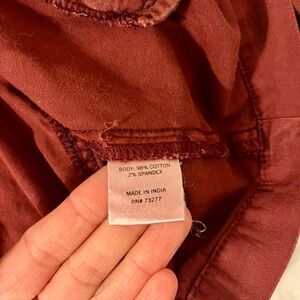 BODY: 98% COTTON
2% SPANDEX
MADE IN INDIA
RN# 73277